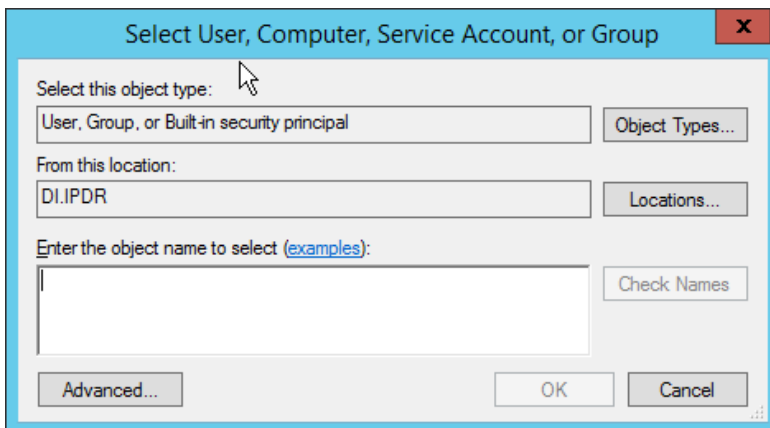 Select User, Computer, Service Account, or Group
x
Select this object type:
User, Group, or Built-in security principal
Object Types...
From this location:
DI.IPDR
Locations...
Enter the object name to select (examples):
Check Names
Advanced...
OK
Cancel